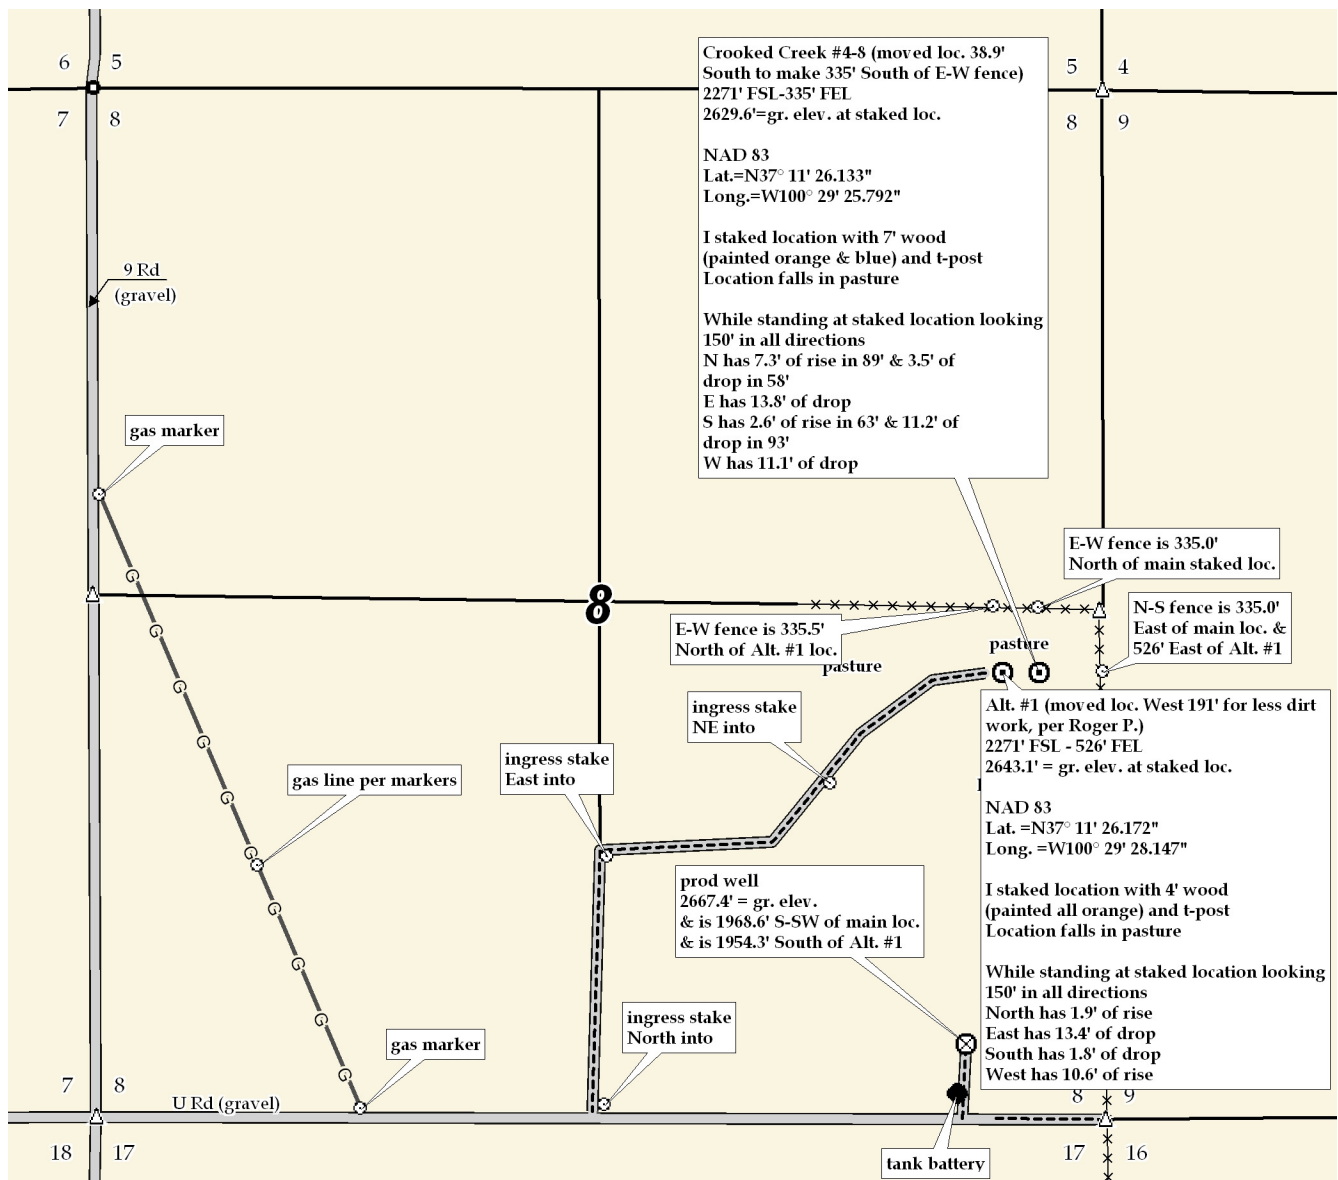 6 5
7 8
5 4
8 9
Crooked Creek #4-8 (moved loc. 38.9'
South to make 335' South of E-W fence)
2271' FSL-335' FEL
2629.6'=gr. elev. at staked loc.
NAD 83
Lat.=N37° 11' 26.133"
Long.=W100° 29' 25.792"
I staked location with 7' wood
(painted orange & blue) and t-post
Location falls in pasture
While standing at staked location looking
150' in all directions
N has 7.3' of rise in 89' & 3.5' of
drop in 58'
E has 13.8' of drop
S has 2.6' of rise in 63' & 11.2' of
drop in 93'
W has 11.1' of drop
9 Rd
(gravel)
gas marker
E-W fence is 335.0'
North of main staked loc.
8
E-W fence is 335.5'
North of Alt. #1 loc.
N-S fence is 335.0'
East of main loc. &
526' East of Alt. #1
pasture
pasture
G
G
G
G
G
G
G
G
G
G
ingress stake
NE into
ingress stake
East into
gas line per markers
Alt. #1 (moved loc. West 191' for less dirt
work, per Roger P.)
2271' FSL - 526' FEL
2643.1' = gr. elev. at staked loc.
NAD 83
Lat. =N37° 11' 26.172"
Long. =W100° 29' 28.147"
I staked location with 4' wood
(painted all orange) and t-post
Location falls in pasture
While standing at staked location looking
150' in all directions
North has 1.9' of rise
East has 13.4' of drop
South has 1.8' of drop
West has 10.6' of rise
prod well
2667.4' = gr. elev.
& is 1968.6' S-SW of main loc.
& is 1954.3' South of Alt. #1
ingress stake
North into
gas marker
7 8
U Rd (gravel)
8 9
18 17
17 16
tank battery